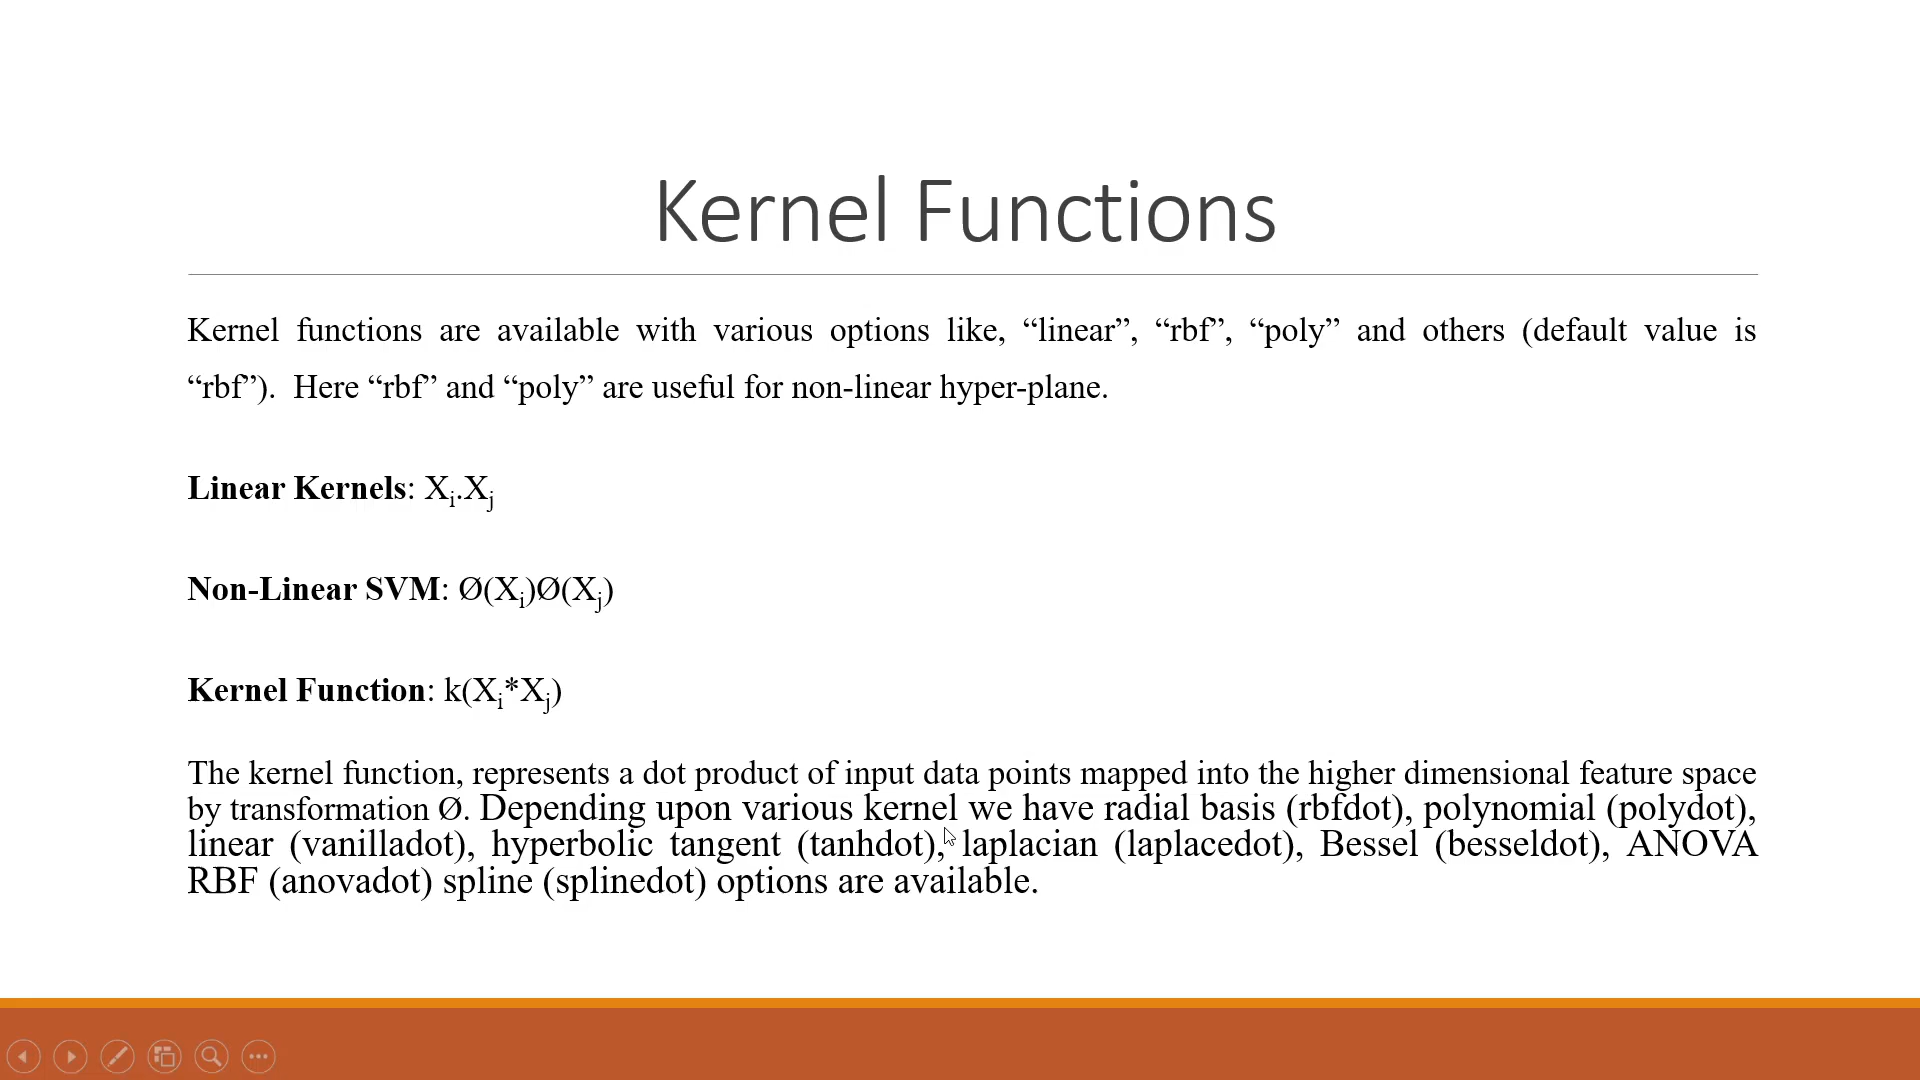 Kernel Functions
Kernel functions are available with various options like, “linear”, “rbf”, “poly” and others (default value is
“rbf”).  Here “rbf” and “poly” are useful for non-linear hyper-plane.
Linear Kernels: Xi.Xj
Non-Linear SVM: Ø(Xi)Ø(Xj)
Kernel Function: k(Xi*Xj)
The kernel function, represents a dot product of input data points mapped into the higher dimensional feature space
by transformation Ø. Depending upon various kernel we have radial basis (rbfdot), polynomial (polydot),
linear (vanilladot), hyperbolic tangent (tanhdot), laplacian (laplacedot), Bessel (besseldot), ANOVA
RBF (anovadot) spline (splinedot) options are available.